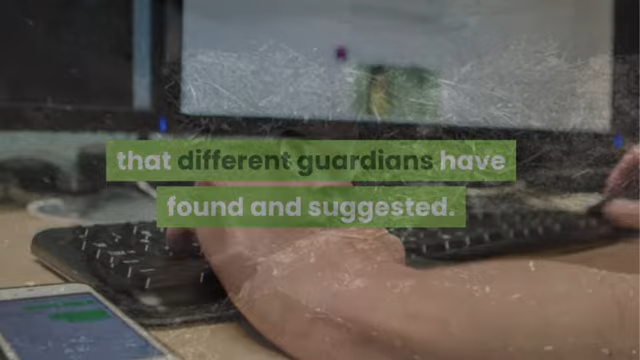 that different guardians have
found and suggested.